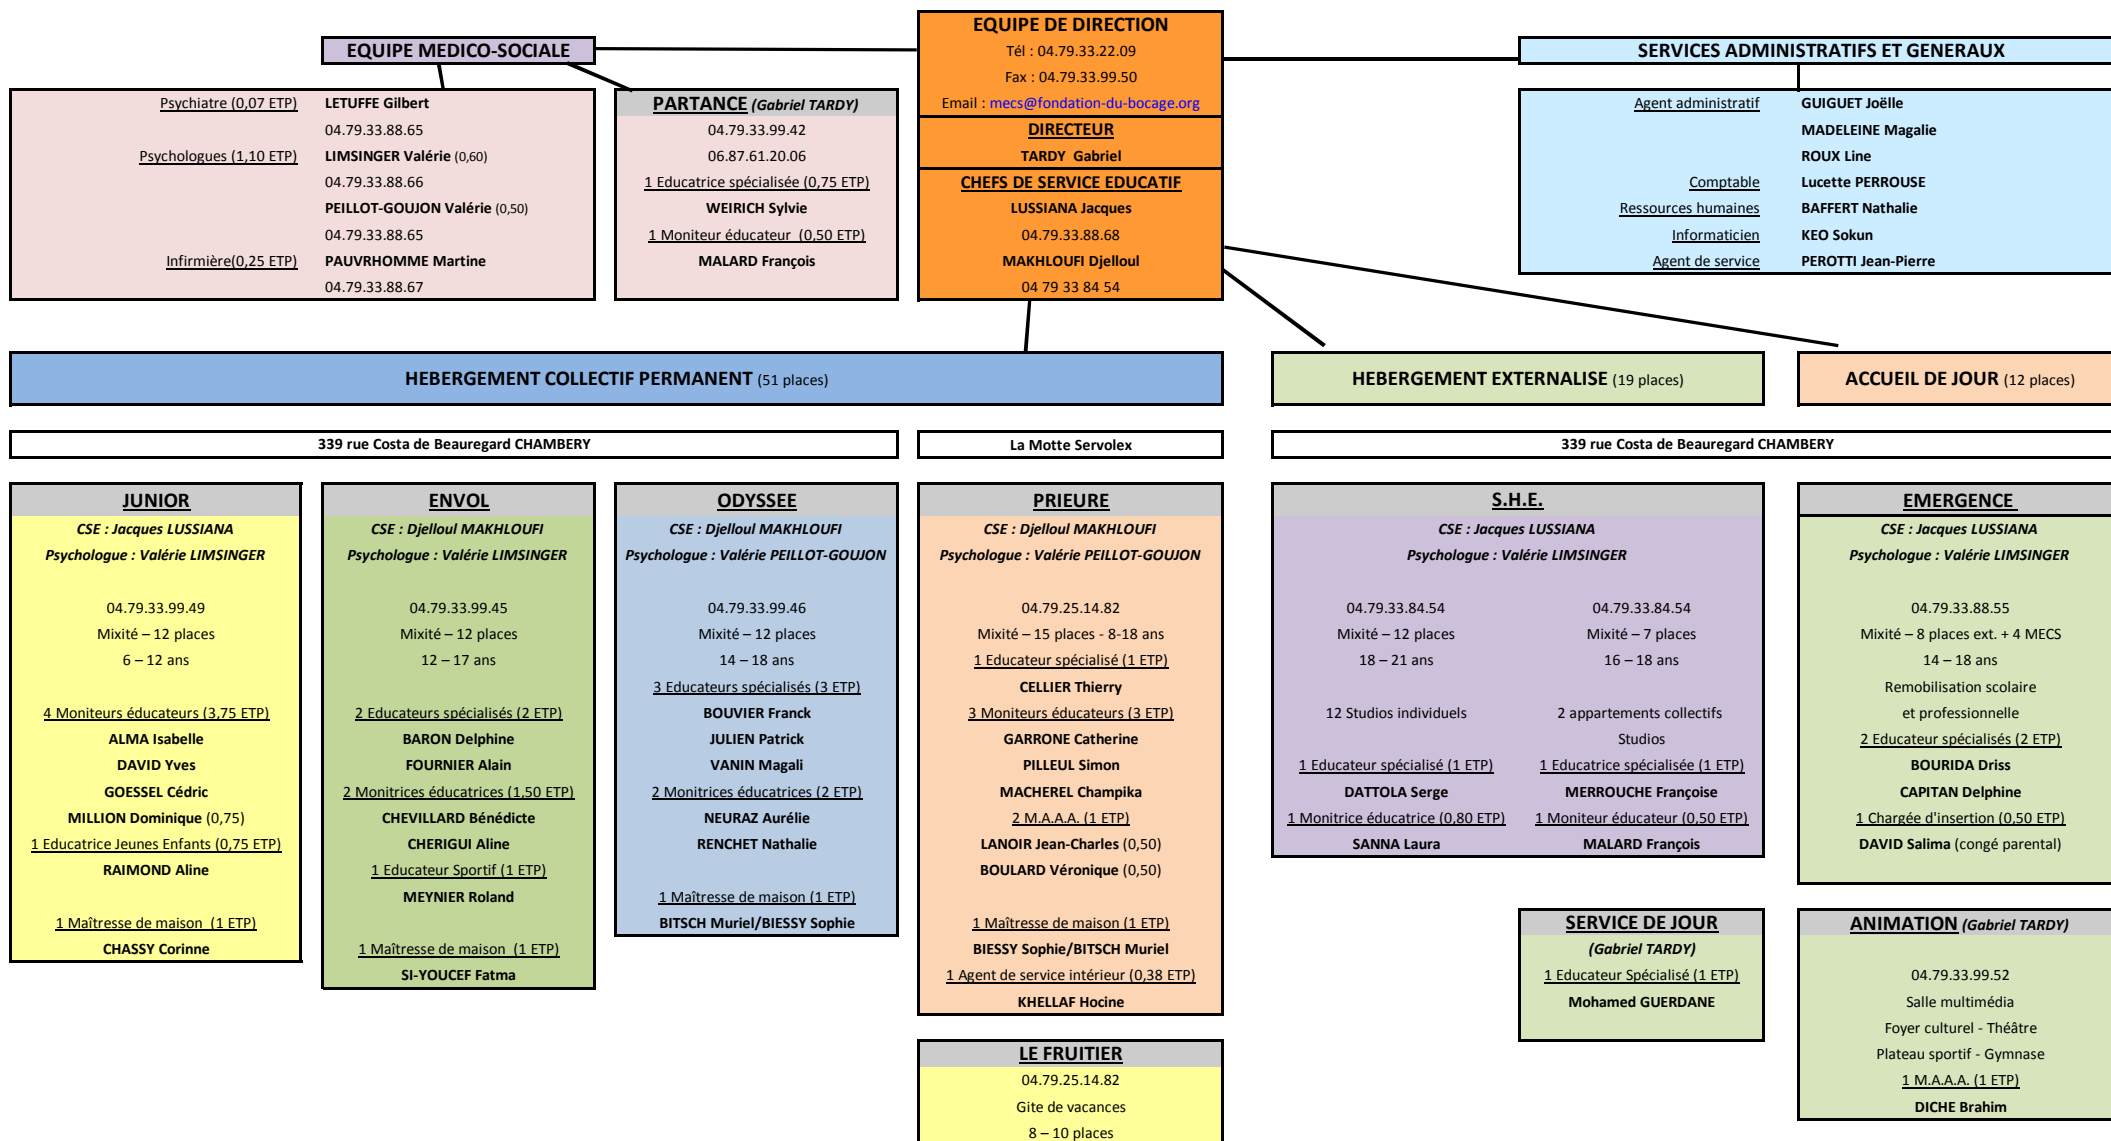 EQUIPE MEDICO-SOCIALE
Psychiatre (0,07 ETP) LETUFFE Gilbert
04.79.33.88.65
Psychologues (1,10 ETP) LIMSINGER Valérie (0,60)
04.79.33.88.66
PEILLOT-GOUJON Valérie (0,50)
04.79.33.88.65
Infirmière(0,25 ETP) PAUVRHOMME Martine
04.79.33.88.67
PARTANCE (Gabriel TARDY)
04.79.33.99.42
06.87.61.20.06
1 Educatrice spécialisée (0,75 ETP)
WEIRICH Sylvie
1 Moniteur éducateur (0,50 ETP)
MALARD François
EQUIPE DE DIRECTION
Tél : 04.79.33.22.09
Fax : 04.79.33.99.50
Email : mecs@fondation-du-bocage.org
DIRECTEUR
TARDY Gabriel
CHEFS DE SERVICE EDUCATIF
LUSSIANA Jacques
04.79.33.88.68
MAKHLOUFI Djelloul
04 79 33 84 54
SERVICES ADMINISTRATIFS ET GENERAUX
Agent administratif GUIGUET Joëlle
MADELEINE Magalie
ROUX Line
Comptable Lucette PERROUSE
Ressources humaines BAFFERT Nathalie
Informaticien KEO Sokun
Agent de service PEROTTI Jean-Pierre
HEBERGEMENT COLLECTIF PERMANENT (51 places)
HEBERGEMENT EXTERNALISE (19 places)
ACCUEIL DE JOUR (12 places)
339 rue Costa de Beauregard CHAMBERY
La Motte Servolex
339 rue Costa de Beauregard CHAMBERY
JUNIOR
CSE : Jacques LUSSIANA
Psychologue : Valérie LIMSINGER
04.79.33.99.49
Mixité – 12 places
6 – 12 ans
4 Moniteurs éducateurs (3,75 ETP)
ALMA Isabelle
DAVID Yves
GOESSEL Cédric
MILLION Dominique (0,75)
1 Educatrice Jeunes Enfants (0,75 ETP)
RAIMOND Aline
1 Maîtresse de maison (1 ETP)
CHASSY Corinne
ENVOL
CSE : Djelloul MAKHLOUFI
Psychologue : Valérie LIMSINGER
04.79.33.99.45
Mixité – 12 places
12 – 17 ans
2 Educateurs spécialisés (2 ETP)
BARON Delphine
FOURNIER Alain
2 Monitrices éducatrices (1,50 ETP)
CHEVILLARD Bénédicte
CHERIGUI Aline
1 Educateur Sportif (1 ETP)
MEYNIER Roland
1 Maîtresse de maison (1 ETP)
SI-YOUCEF Fatma
ODYSSEE
CSE : Djelloul MAKHLOUFI
Psychologue : Valérie PEILLOT-GOUJON
04.79.33.99.46
Mixité – 12 places
14 – 18 ans
3 Educateurs spécialisés (3 ETP)
BOUVIER Franck
JULIEN Patrick
VANIN Magali
2 Monitrices éducatrices (2 ETP)
NEURAZ Aurélie
RENCHET Nathalie
1 Maîtresse de maison (1 ETP)
BITSCH Muriel/BIESSY Sophie
PRIEURE
CSE : Djelloul MAKHLOUFI
Psychologue : Valérie PEILLOT-GOUJON
04.79.25.14.82
Mixité – 15 places - 8-18 ans
1 Educateur spécialisé (1 ETP)
CELLIER Thierry
3 Moniteurs éducateurs (3 ETP)
GARRONE Catherine
PILLEUL Simon
MACHEREL Champika
2 M.A.A.A. (1 ETP)
LANOIR Jean-Charles (0,50)
BOULARD Véronique (0,50)
1 Maîtresse de maison (1 ETP)
BIESSY Sophie/BITSCH Muriel
1 Agent de service intérieur (0,38 ETP)
KHELLAF Hocine
LE FRUITIER
04.79.25.14.82
Gite de vacances
8 – 10 places
S.H.E.
CSE : Jacques LUSSIANA
Psychologue : Valérie LIMSINGER
04.79.33.84.54
Mixité – 12 places
18 – 21 ans
12 Studios individuels
1 Educateur spécialisé (1 ETP)
DATTOLA Serge
1 Monitrice éducatrice (0,80 ETP)
SANNA Laura
04.79.33.84.54
Mixité – 7 places
16 – 18 ans
2 appartements collectifs
Studios
1 Educatrice spécialisée (1 ETP)
MERROUCHE Françoise
1 Moniteur éducateur (0,50 ETP)
MALARD François
EMERGENCE
CSE : Jacques LUSSIANA
Psychologue : Valérie LIMSINGER
04.79.33.88.55
Mixité – 8 places ext. + 4 MECS
14 – 18 ans
Remobilisation scolaire
et professionnelle
2 Educateur spécialisés (2 ETP)
BOURIDA Driss
CAPITAN Delphine
1 Chargée d'insertion (0,50 ETP)
DAVID Salima (congé parental)
SERVICE DE JOUR
(Gabriel TARDY)
1 Educateur Spécialisé (1 ETP)
Mohamed GUERDANE
ANIMATION (Gabriel TARDY)
04.79.33.99.52
Salle multimédia
Foyer culturel - Théâtre
Plateau sportif - Gymnase
1 M.A.A.A. (1 ETP)
DICHE Brahim